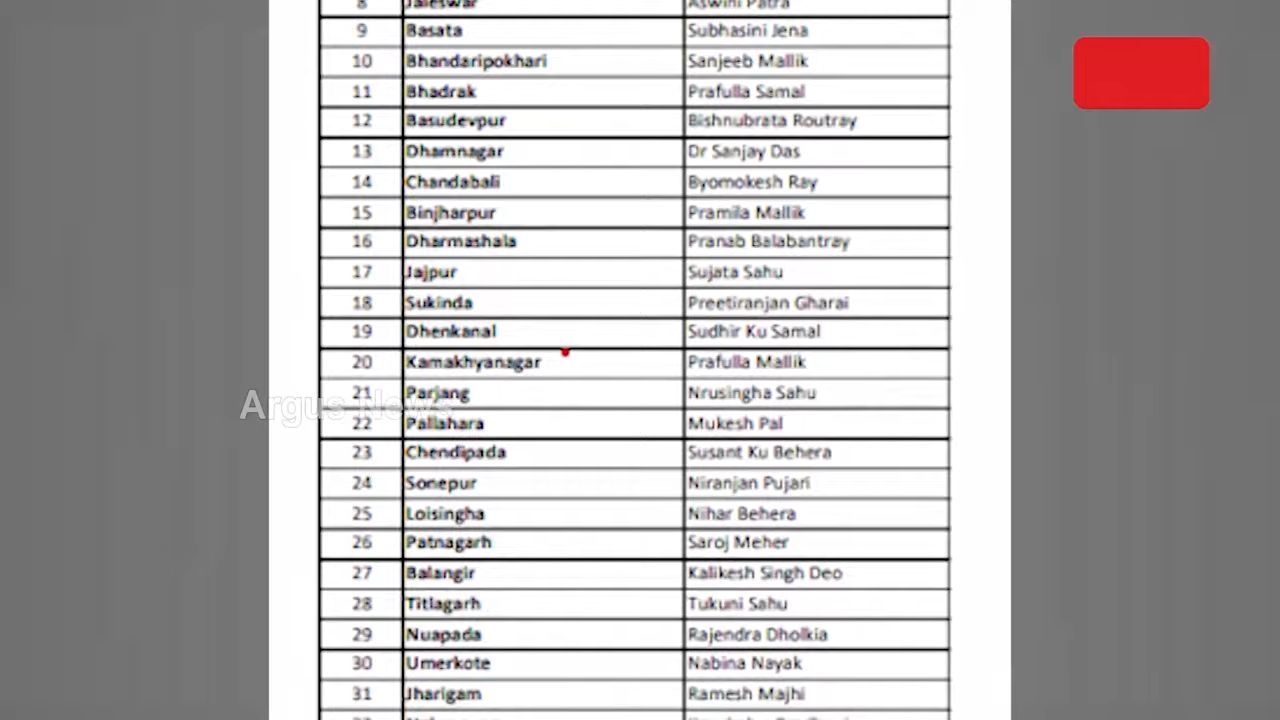 8 Jaleswar Aswini Patra
9 Basata Subhasini Jena
10 Bhandaripokhari Sanjeeb Mallik
11 Bhadrak Prafulla Samal
12 Basudevpur Bishnubrata Routray
13 Dhamnagar Dr Sanjay Das
14 Chandabali Byomokesh Ray
15 Binjharpur Pramila Mallik
16 Dharmashala Pranab Balabantray
17 Jajpur Sujata Sahu
18 Sukinda Preetiranjan Gharai
19 Dhenkanal Sudhir Ku Samal
20 Kamakhyanagar Prafulla Mallik
21 Parjang Nrusingha Sahu
Argus News
22 Pallahara Mukesh Pal
23 Chendipada Susant Ku Behera
24 Sonepur Niranjan Pujari
25 Loisingha Nihar Behera
26 Patnagarh Saroj Meher
27 Balangir Kalikesh Singh Deo
28 Titlagarh Tukuni Sahu
29 Nuapada Rajendra Dholkia
30 Umerkote Nabina Nayak
31 Jharigam Ramesh Majhi